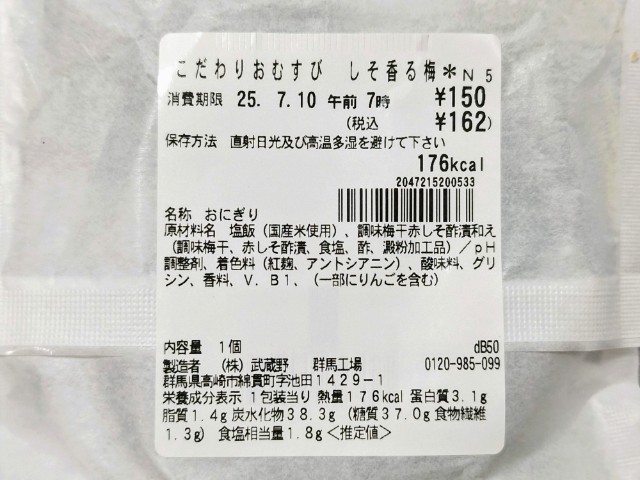 こだわりおむすび しそ香る梅*N5
消費期限 25. 7.10 午前 7時 ¥150
(税込 ¥162)
保存方法 直射日光及び高温多湿を避けて下さい
176kcal
2047215200533
名称 おにぎり
原材料名 塩飯(国産米使用)、調味梅干赤しそ酢漬和え
(調味梅干、赤しそ酢漬、食塩、酢、澱粉加工品)/pH
調整剤、着色料(紅麹、アントシアニン)、酸味料、グリ
シン、香料、V.B1、(一部にりんごを含む)
内容量 1個 dB50
製造者 (株)武蔵野 群馬工場 0120-985-099
群馬県高崎市綿貫町字池田1429-1
栄養成分表示 1包装当り 熱量176kcal 蛋白質3.1g
脂質1.4g 炭水化物38.3g (糖質37.0g 食物繊維
1.3g) 食塩相当量1.8g<推定値>